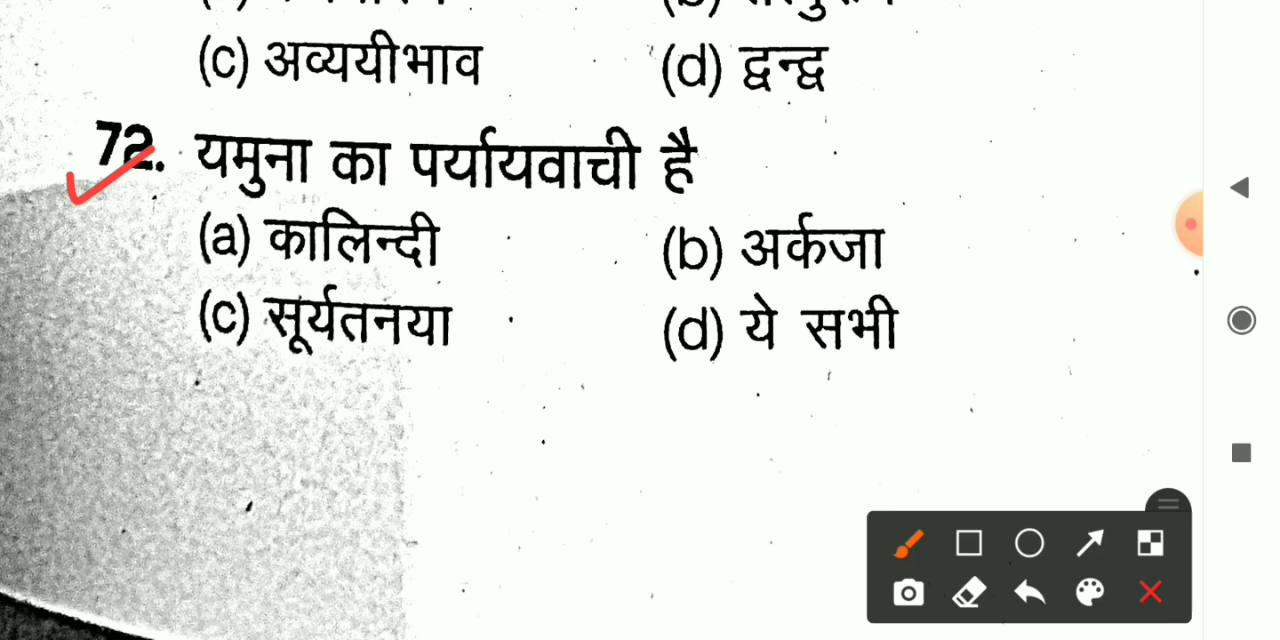 (c) अव्ययीभाव (d) द्वन्द्व
72. यमुना का पर्यायवाची है
(a) कालिन्दी (b) अर्कजा
(c) सूर्यतनया (d) ये सभी